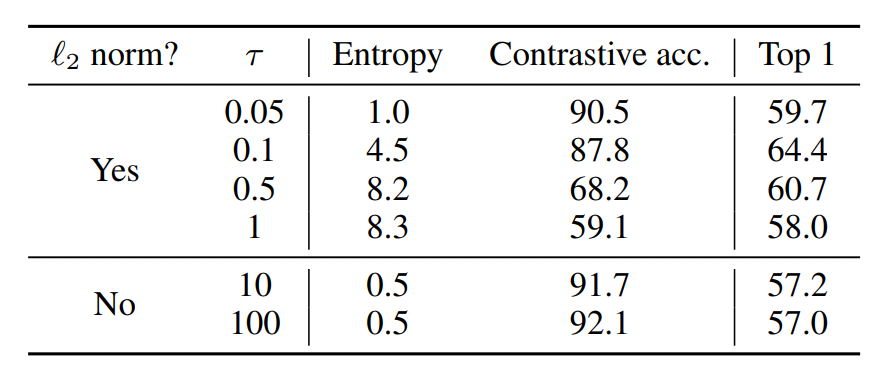 ℓ₂ norm? τ Entropy Contrastive acc. Top 1
0.05 1.0 90.5 59.7
0.1 4.5 87.8 64.4
Yes
0.5 8.2 68.2 60.7
1 8.3 59.1 58.0
10 0.5 91.7 57.2
No
100 0.5 92.1 57.0